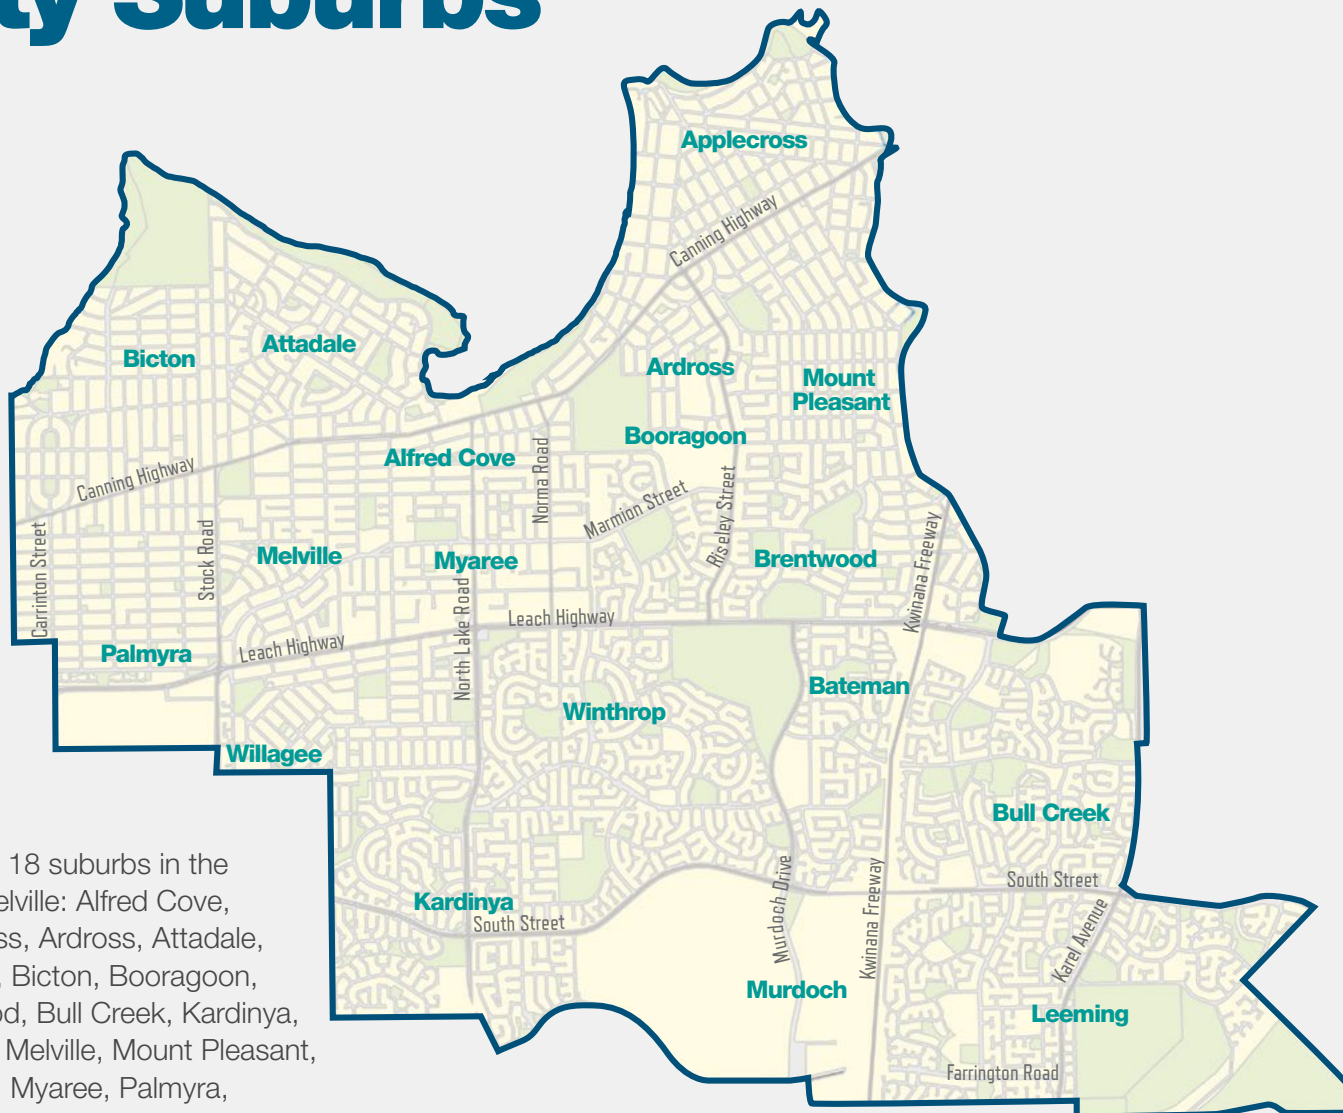 ty Suburbs
Applecross
Canning Highway
Bicton
Attadale
Ardross
Mount
Pleasant
Booragoon
Alfred Cove
Canning Highway
Norma Road
Marmion Street
Riseley Street
Carrinton Street
Stock Road
Melville
Myaree
Brentwood
Kwinana Freeway
North Lake Road
Leach Highway
Leach Highway
Palmyra
Bateman
Winthrop
Willagee
Bull Creek
18 suburbs in the
elville: Alfred Cove,
ss, Ardross, Attadale,
, Bicton, Booragoon,
od, Bull Creek, Kardinya,
Melville, Mount Pleasant,
Myaree, Palmyra,
Kardinya
South Street
Murdoch Drive
Kwinana Freeway
South Street
Karel Avenue
Murdoch
Leeming
Farrington Road